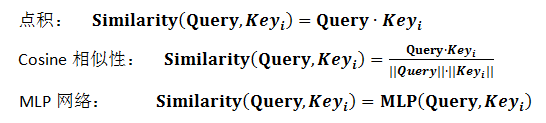 点积： Similarity(Query, Key_i) = Query · Key_i
Cosine 相似性： Similarity(Query, Key_i) = \frac{Query·Key_i}{||Query||·||Key_i||}
MLP 网络： Similarity(Query, Key_i) = MLP(Query, Key_i)